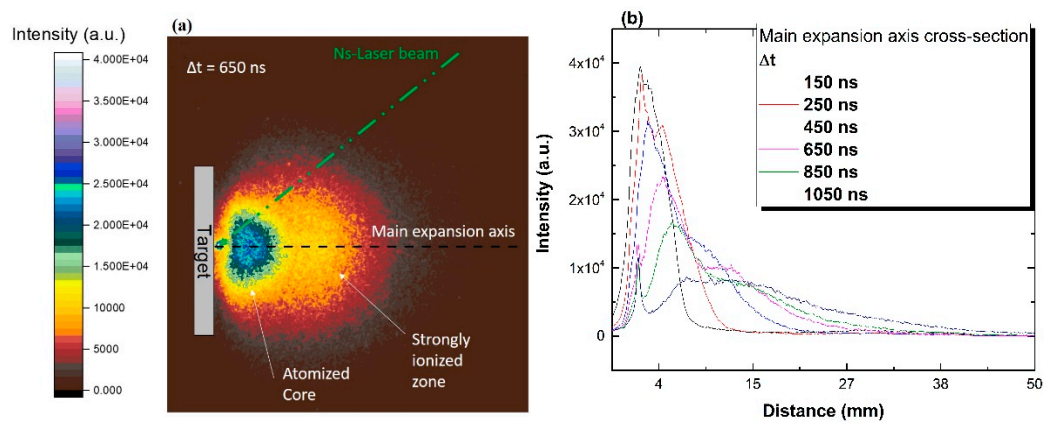 Intensity (a.u.)
4.000E+04
3.500E+04
3.000E+04
2.500E+04
2.000E+04
1.500E+04
10000
5000
0.000
(a)
Δt = 650 ns
Ns-Laser beam
Target
Main expansion axis
Strongly
ionized
zone
Atomized
Core
(b)
Main expansion axis cross-section
Δt
150 ns
250 ns
450 ns
650 ns
850 ns
1050 ns
Intensity (a.u.)
4x10⁴
3x10⁴
2x10⁴
1x10⁴
0
4
15
27
38
50
Distance (mm)